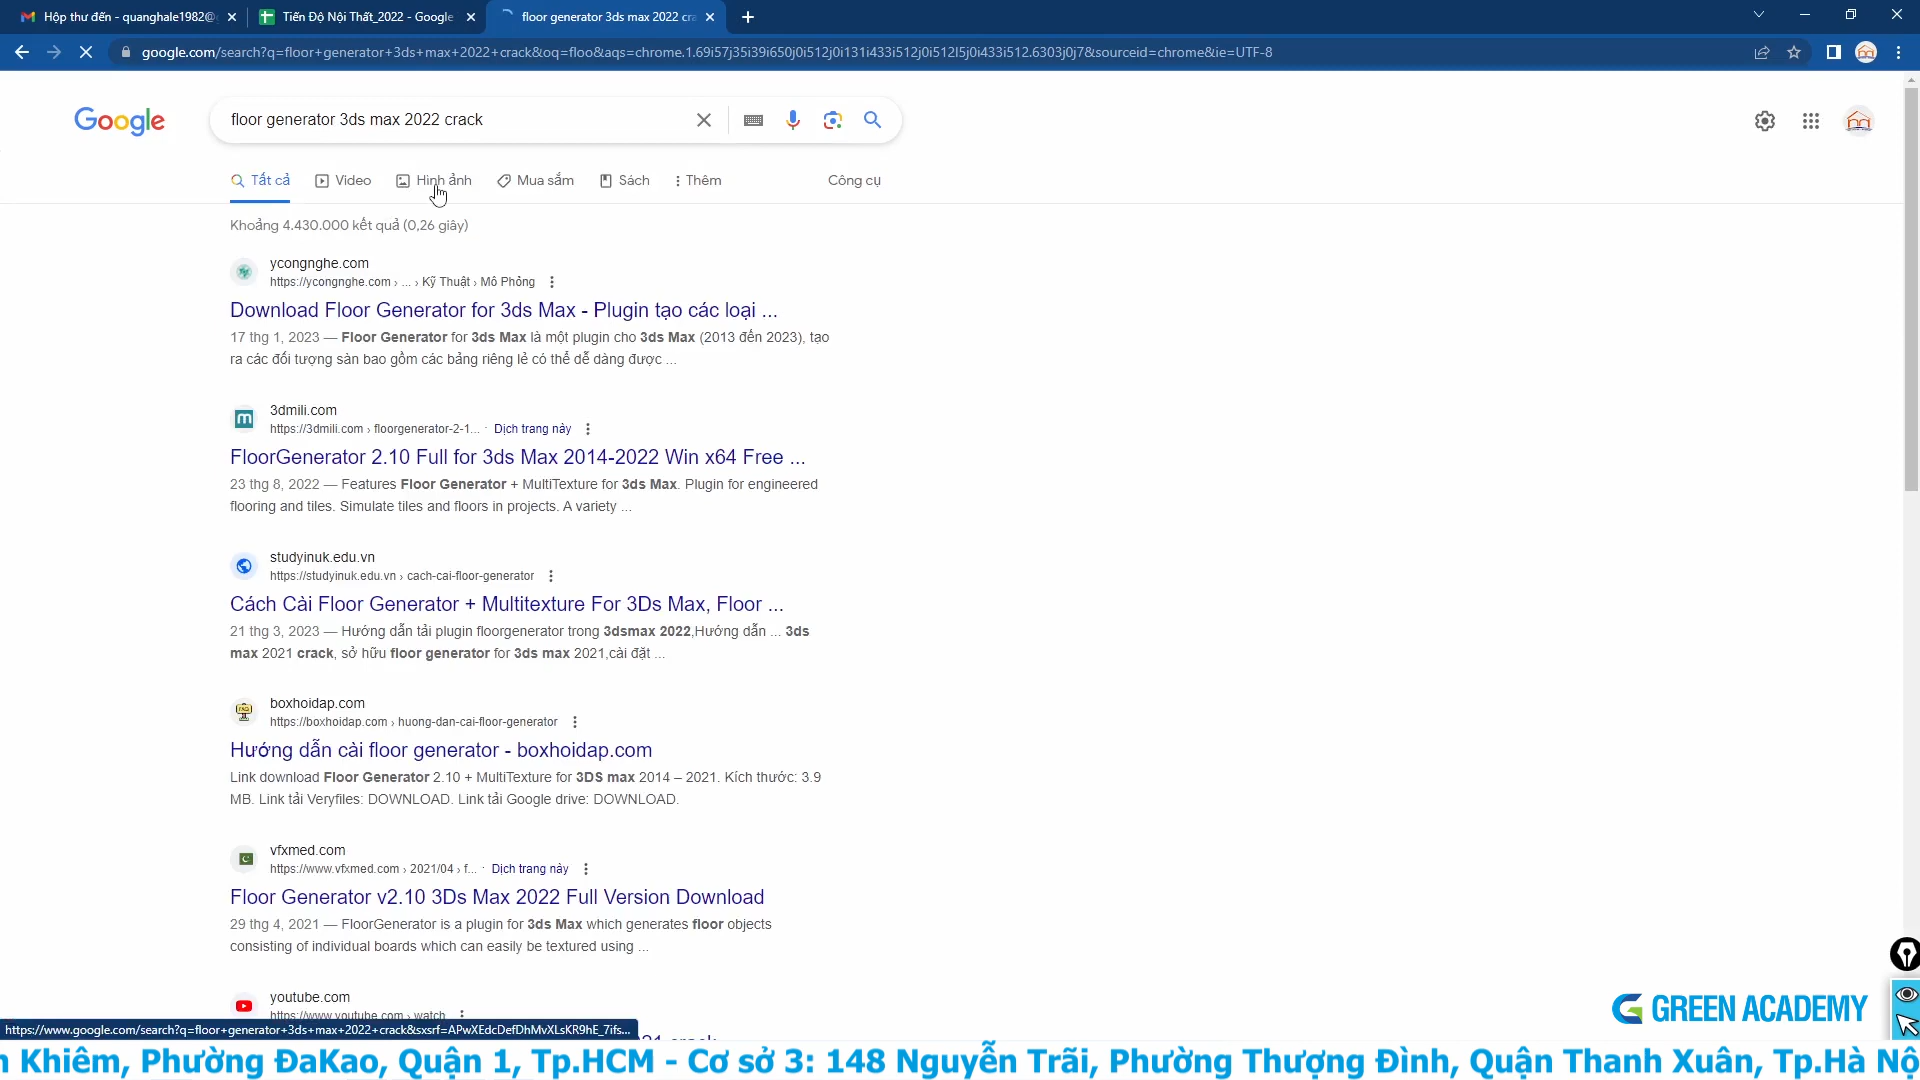 Hộp thư đến - quanghale1982@
Tiến Độ Nội Thất_2022 - Google
floor generator 3ds max 2022 cra
google.com/search?q=floor+generator+3ds+max+2022+crack&oq=floo&aqs=chrome.1.69i57j35i39i650j0i512j0i131i433i512j0i512l5j0i433i512.6303j0j7&sourceid=chrome&ie=UTF-8
Google
floor generator 3ds max 2022 crack
Tất cả
Video
Hình ảnh
Mua sắm
Sách
Thêm
Công cụ
Khoảng 4.430.000 kết quả (0,26 giây)
ycongnghe.com
https://ycongnghe.com › ... › Kỹ Thuật › Mô Phỏng
Download Floor Generator for 3ds Max - Plugin tạo các loại ...
17 thg 1, 2023 — Floor Generator for 3ds Max là một plugin cho 3ds Max (2013 đến 2023), tạo
ra các đối tượng sàn bao gồm các bảng riêng lẻ có thể dễ dàng được ...
3dmili.com
https://3dmili.com › floorgenerator-2-1... · Dịch trang này
FloorGenerator 2.10 Full for 3ds Max 2014-2022 Win x64 Free ...
23 thg 8, 2022 — Features Floor Generator + MultiTexture for 3ds Max. Plugin for engineered
flooring and tiles. Simulate tiles and floors in projects. A variety ...
studyinuk.edu.vn
https://studyinuk.edu.vn › cach-cai-floor-generator
Cách Cài Floor Generator + Multitexture For 3Ds Max, Floor ...
21 thg 3, 2023 — Hướng dẫn tải plugin floorgenerator trong 3dsmax 2022,Hướng dẫn ... 3ds
max 2021 crack, sở hữu floor generator for 3ds max 2021,cài đặt ...
boxhoidap.com
https://boxhoidap.com › huong-dan-cai-floor-generator
Hướng dẫn cài floor generator - boxhoidap.com
Link download Floor Generator 2.10 + MultiTexture for 3DS max 2014 – 2021. Kích thước: 3.9
MB. Link tải Veryfiles: DOWNLOAD. Link tải Google drive: DOWNLOAD.
vfxmed.com
https://www.vfxmed.com › 2021/04 › f... · Dịch trang này
Floor Generator v2.10 3Ds Max 2022 Full Version Download
29 thg 4, 2021 — FloorGenerator is a plugin for 3ds Max which generates floor objects
consisting of individual boards which can easily be textured using ...
youtube.com
https://www.youtube.com › watch
https://www.google.com/search?q=floor+generator+3ds+max+2022+crack&sxsrf=APwXEdcDefDhMvXLsKR9hE_7ifs...
GREEN ACADEMY
n Khiêm, Phường ĐaKao, Quận 1, Tp.HCM - Cơ sở 3: 148 Nguyễn Trãi, Phường Thượng Đình, Quận Thanh Xuân, Tp.Hà Nộ